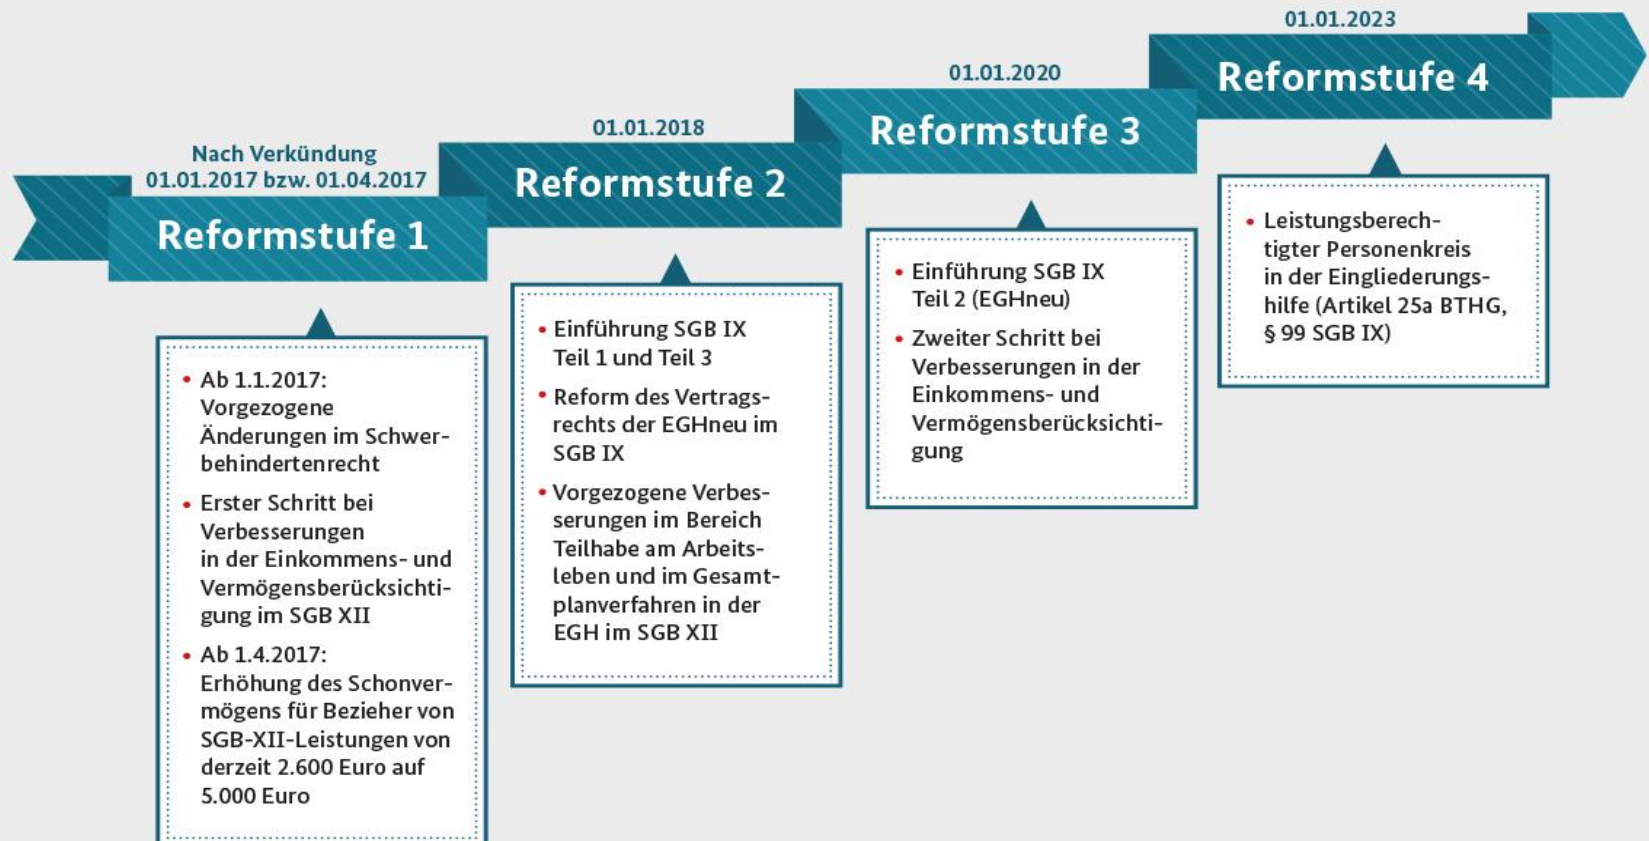 Nach Verkündung
01.01.2017 bzw. 01.04.2017
Reformstufe 1
• Ab 1.1.2017:
Vorgezogene
Änderungen im Schwer-
behindertenrecht
• Erster Schritt bei
Verbesserungen
in der Einkommens- und
Vermögensberücksichti-
gung im SGB XII
• Ab 1.4.2017:
Erhöhung des Schonver-
mögens für Bezieher von
SGB-XII-Leistungen von
derzeit 2.600 Euro auf
5.000 Euro
01.01.2018
Reformstufe 2
• Einführung SGB IX
Teil 1 und Teil 3
• Reform des Vertrags-
rechts der EGHneu im
SGB IX
• Vorgezogene Verbes-
serungen im Bereich
Teilhabe am Arbeits-
leben und im Gesamt-
planverfahren in der
EGH im SGB XII
01.01.2020
Reformstufe 3
• Einführung SGB IX
Teil 2 (EGHneu)
• Zweiter Schritt bei
Verbesserungen in der
Einkommens- und
Vermögensberücksichti-
gung
01.01.2023
Reformstufe 4
• Leistungsberech-
tigter Personenkreis
in der Eingliederungs-
hilfe (Artikel 25a BTHG,
§ 99 SGB IX)